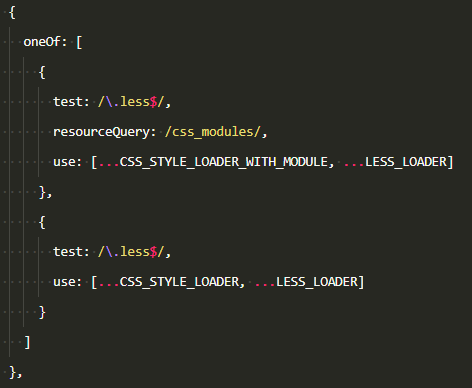 {
oneOf: [
{
test: /\.less$/,
resourceQuery: /css_modules/,
use: [...CSS_STYLE_LOADER_WITH_MODULE, ...LESS_LOADER]
},
{
test: /\.less$/,
use: [...CSS_STYLE_LOADER, ...LESS_LOADER]
}
]
},